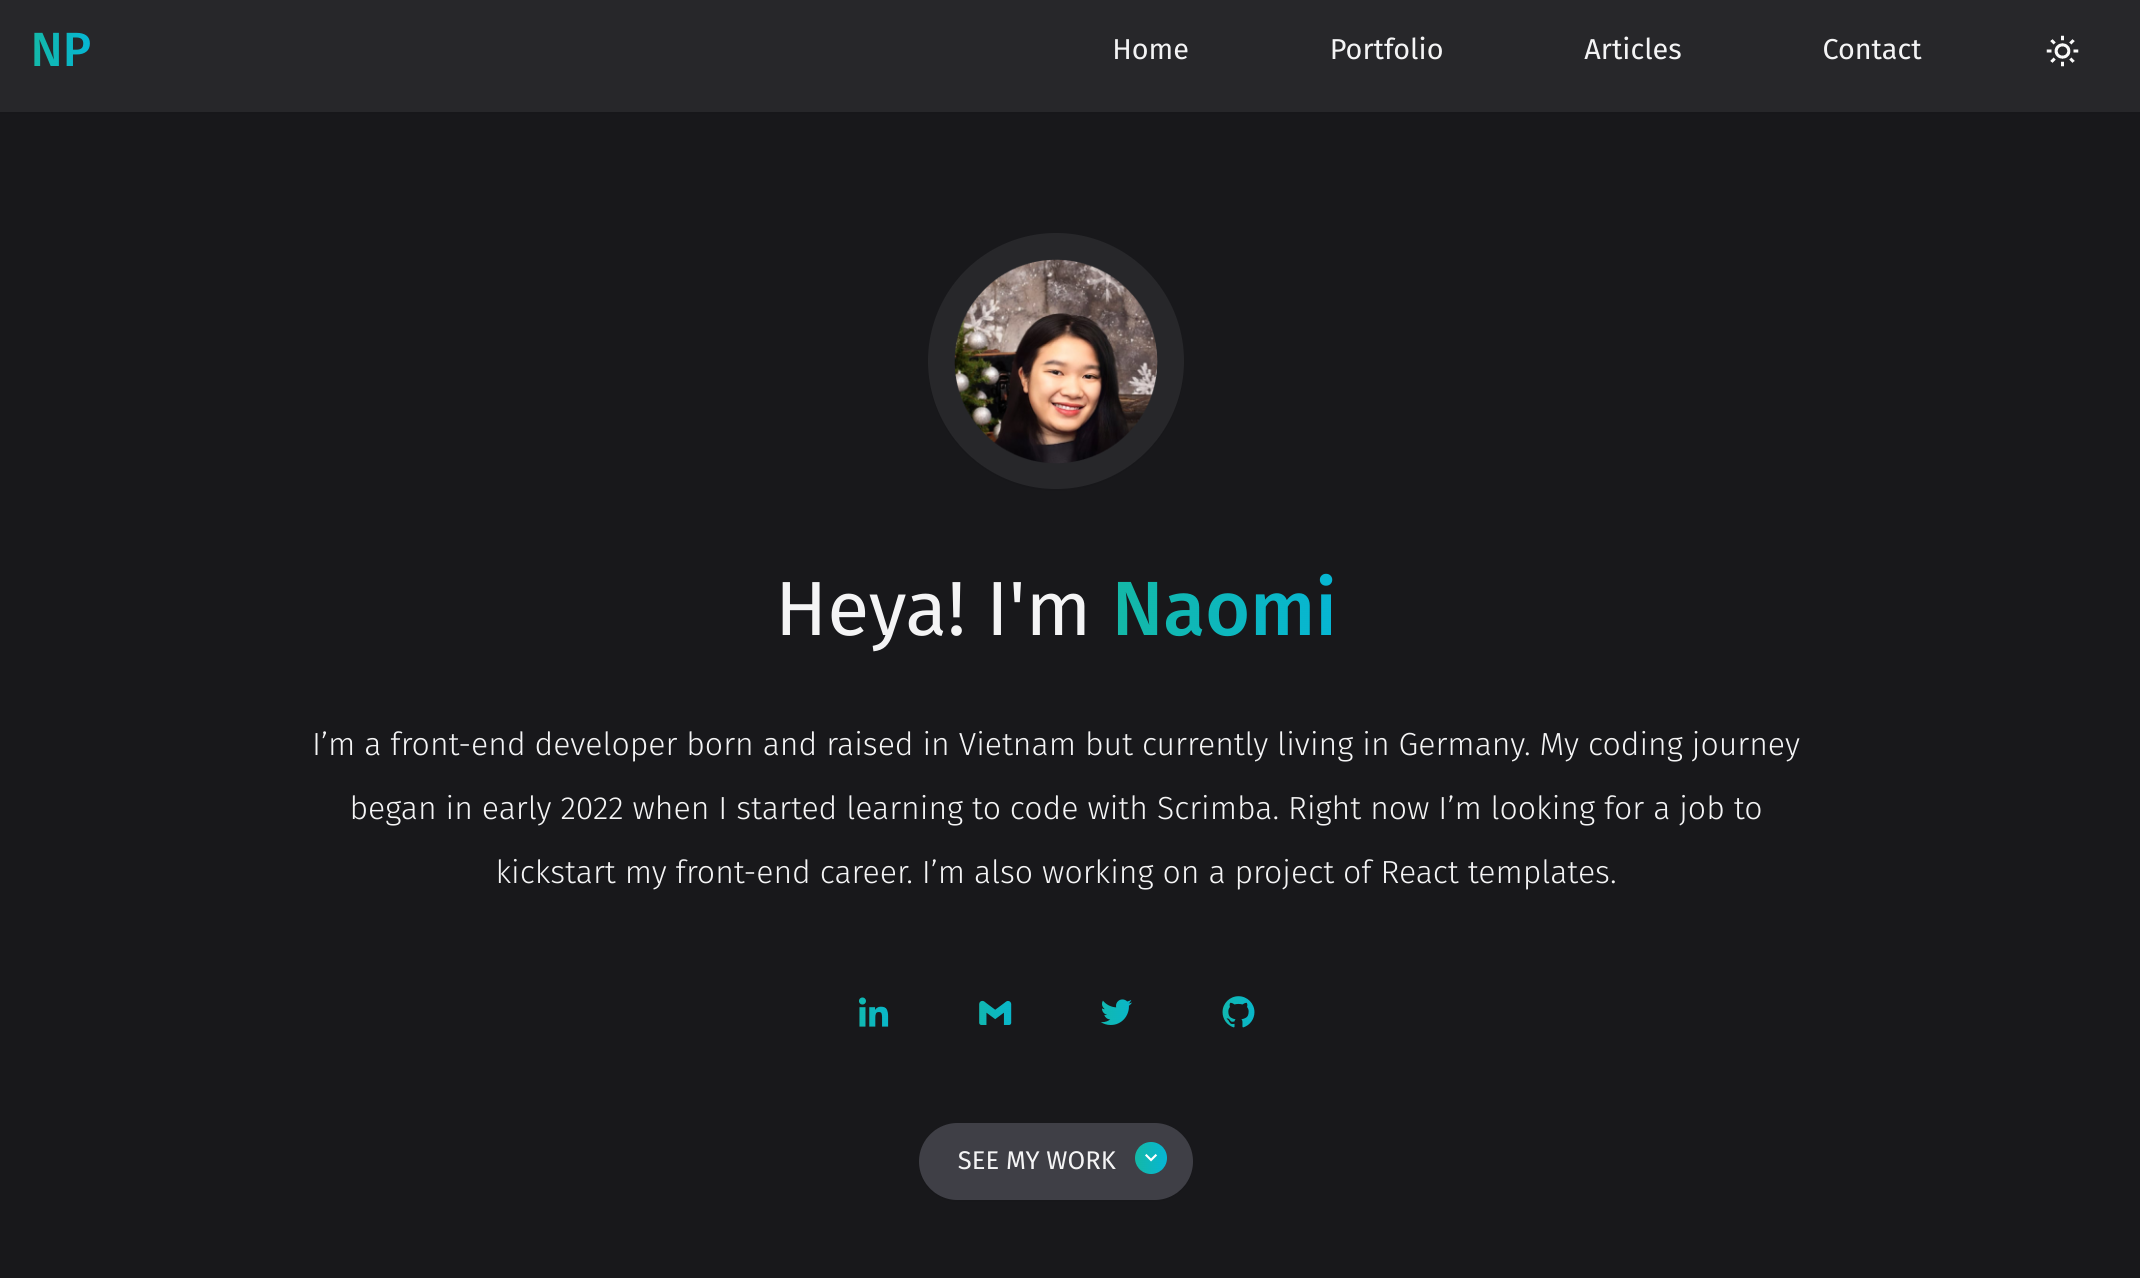 NP
Home
Portfolio
Articles
Contact
Heya! I'm Naomi
I’m a front-end developer born and raised in Vietnam but currently living in Germany. My coding journey
began in early 2022 when I started learning to code with Scrimba. Right now I’m looking for a job to
kickstart my front-end career. I’m also working on a project of React templates.
in
SEE MY WORK